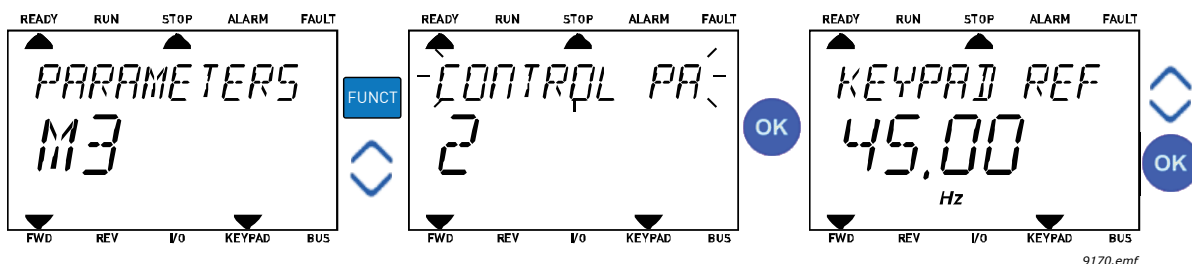 READY RUN STOP ALARM FAULT
PARAMETERS
M3
FWD REV I/O KEYPAD BUS
FUNCT
READY RUN STOP ALARM FAULT
CONTROL PA
2
FWD REV I/O KEYPAD BUS
OK
READY RUN STOP ALARM FAULT
KEYPAD REF
45.00
Hz
FWD REV I/O KEYPAD BUS
OK
9170.emf